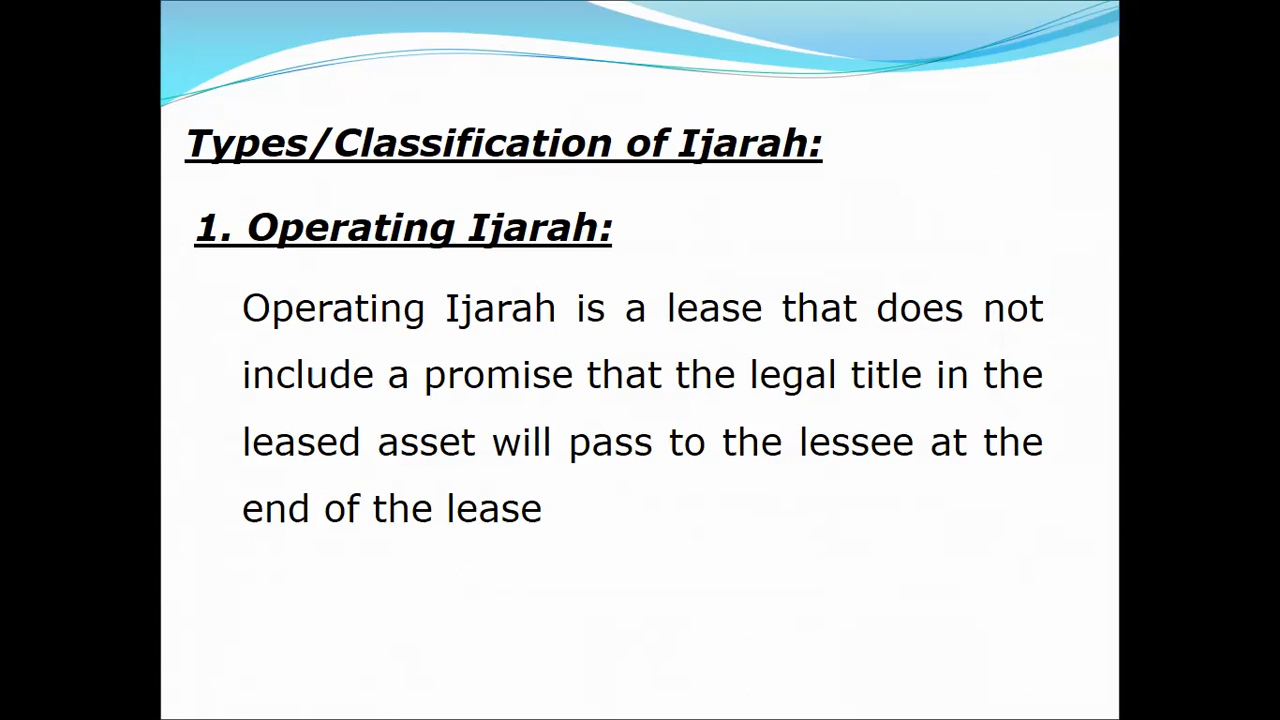 Types/Classification of Ijarah:
1. Operating Ijarah:
Operating Ijarah is a lease that does not
include a promise that the legal title in the
leased asset will pass to the lessee at the
end of the lease